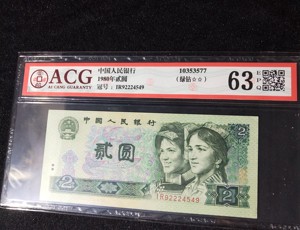 ACG
AI CANG GUARANTY
中国人民银行
1980年贰圆
冠号：IR92224549
10353577
(绿钻☆☆)
63
EPQ
中国人民银行
2
贰圆
IR92224549
2